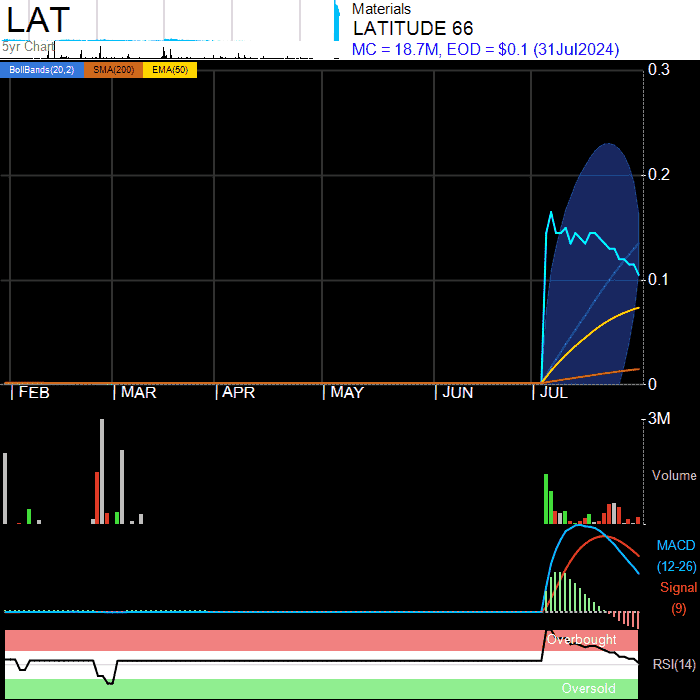 LAT
5yr Chart
Materials
LATITUDE 66
MC = 18.7M, EOD = $0.1 (31Jul2024)
BollBands(20,2) SMA(200) EMA(50)
0.3
0.2
0.1
0
FEB MAR APR MAY JUN JUL
3M
Volume
MACD
(12-26)
Signal
(9)
Overbought
RSI(14)
Oversold